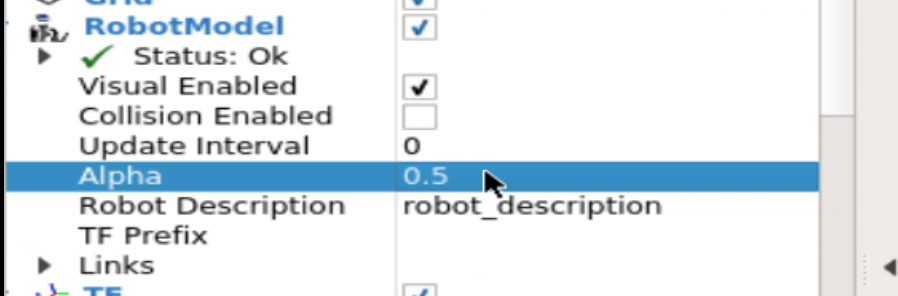 Grid
RobotModel
Status: Ok
Visual Enabled
Collision Enabled
Update Interval 0
Alpha 0.5
Robot Description robot_description
TF Prefix
Links
TF